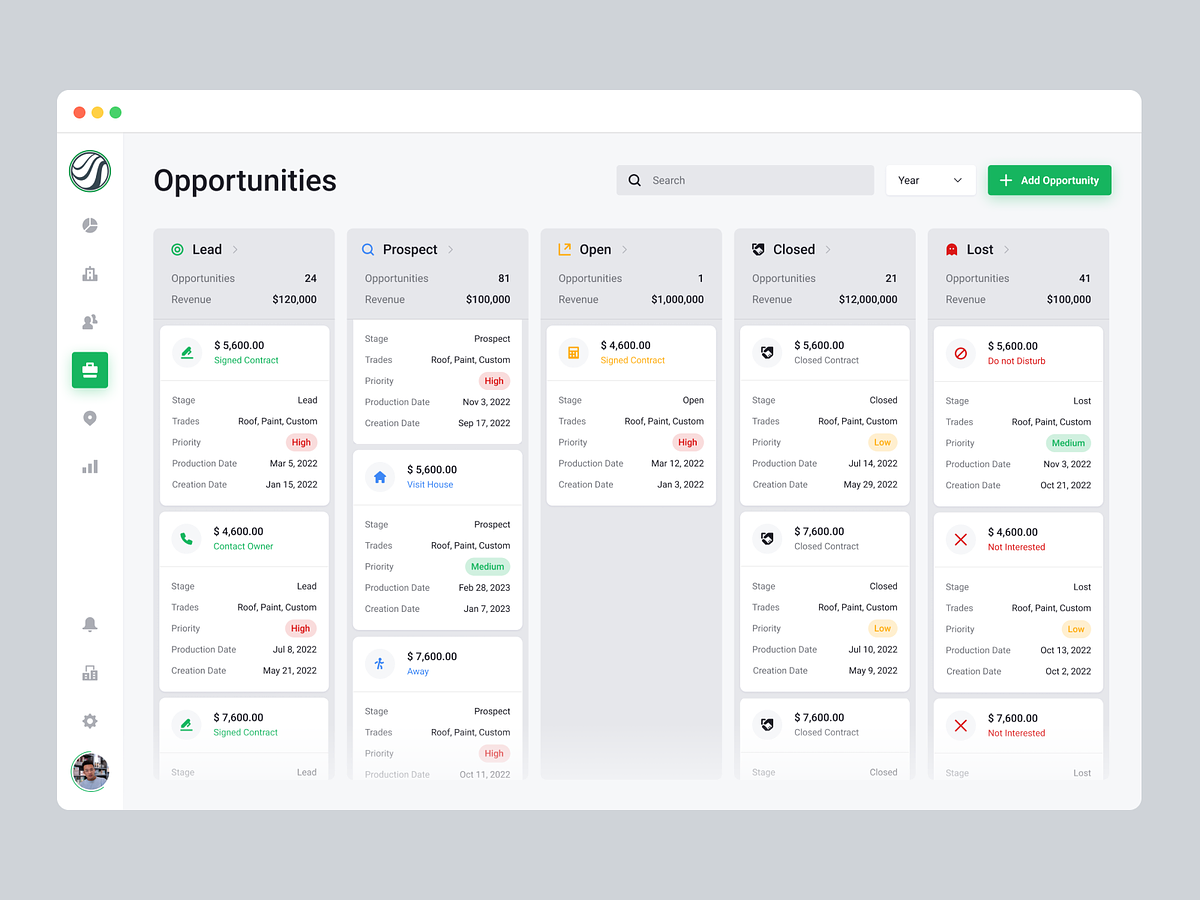 Opportunities
Search
Year
Add Opportunity
Lead
Opportunities 24
Revenue $120,000
$ 5,600.00
Signed Contract
Stage Lead
Trades Roof, Paint, Custom
Priority High
Production Date Mar 5, 2022
Creation Date Jan 15, 2022
$ 4,600.00
Contact Owner
Stage Lead
Trades Roof, Paint, Custom
Priority High
Production Date Jul 8, 2022
Creation Date May 21, 2022
$ 7,600.00
Signed Contract
Stage Lead
Prospect
Opportunities 81
Revenue $100,000
Stage Prospect
Trades Roof, Paint, Custom
Priority High
Production Date Nov 3, 2022
Creation Date Sep 17, 2022
$ 5,600.00
Visit House
Stage Prospect
Trades Roof, Paint, Custom
Priority Medium
Production Date Feb 28, 2023
Creation Date Jan 7, 2023
$ 7,600.00
Away
Stage Prospect
Trades Roof, Paint, Custom
Priority High
Production Date Oct 11, 2022
Open
Opportunities 1
Revenue $1,000,000
$ 4,600.00
Signed Contract
Stage Open
Trades Roof, Paint, Custom
Priority High
Production Date Mar 12, 2022
Creation Date Jan 3, 2022
Closed
Opportunities 21
Revenue $12,000,000
$ 5,600.00
Closed Contract
Stage Closed
Trades Roof, Paint, Custom
Priority Low
Production Date Jul 14, 2022
Creation Date May 29, 2022
$ 7,600.00
Closed Contract
Stage Closed
Trades Roof, Paint, Custom
Priority Low
Production Date Jul 10, 2022
Creation Date May 9, 2022
$ 7,600.00
Closed Contract
Stage Closed
Lost
Opportunities 41
Revenue $100,000
$ 5,600.00
Do not Disturb
Stage Lost
Trades Roof, Paint, Custom
Priority Medium
Production Date Nov 3, 2022
Creation Date Oct 21, 2022
$ 4,600.00
Not Interested
Stage Lost
Trades Roof, Paint, Custom
Priority Low
Production Date Oct 13, 2022
Creation Date Oct 2, 2022
$ 7,600.00
Not Interested
Stage Lost